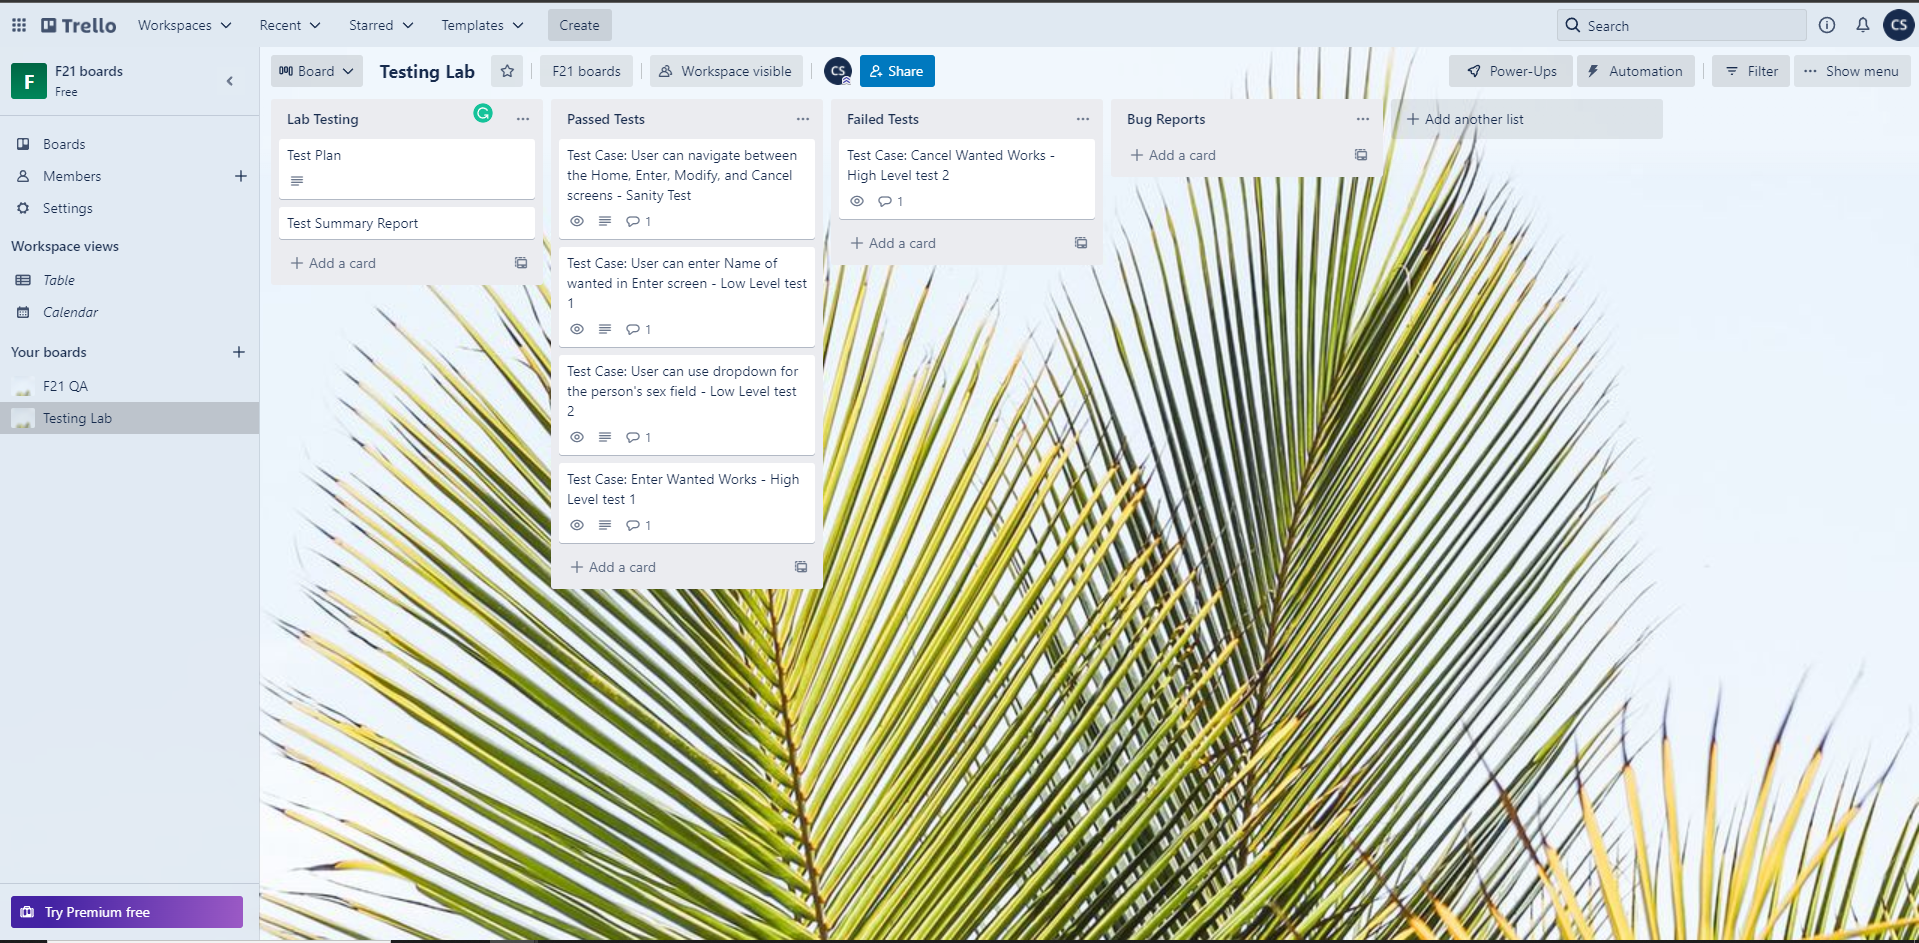 Trello
Workspaces
Recent
Starred
Templates
Create
Search
CS
F
F21 boards
Free
Board
Testing Lab
F21 boards
Workspace visible
CS
Share
Power-Ups
Automation
Filter
Show menu
Boards
Members
Settings
Workspace views
Table
Calendar
Your boards
F21 QA
Testing Lab
Try Premium free
Lab Testing
Test Plan
Test Summary Report
Add a card
Passed Tests
Test Case: User can navigate between
the Home, Enter, Modify, and Cancel
screens - Sanity Test
1
Test Case: User can enter Name of
wanted in Enter screen - Low Level test
1
1
Test Case: User can use dropdown for
the person's sex field - Low Level test
2
1
Test Case: Enter Wanted Works - High
Level test 1
1
Add a card
Failed Tests
Test Case: Cancel Wanted Works -
High Level test 2
1
Add a card
Bug Reports
Add a card
Add another list